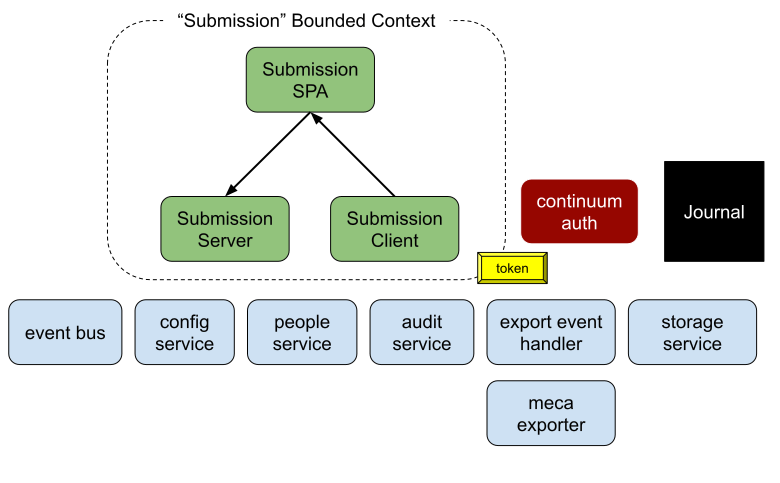 “Submission” Bounded Context
Submission
SPA
Submission
Server
Submission
Client
continuum
auth
Journal
token
event bus
config
service
people
service
audit
service
export event
handler
storage
service
meca
exporter